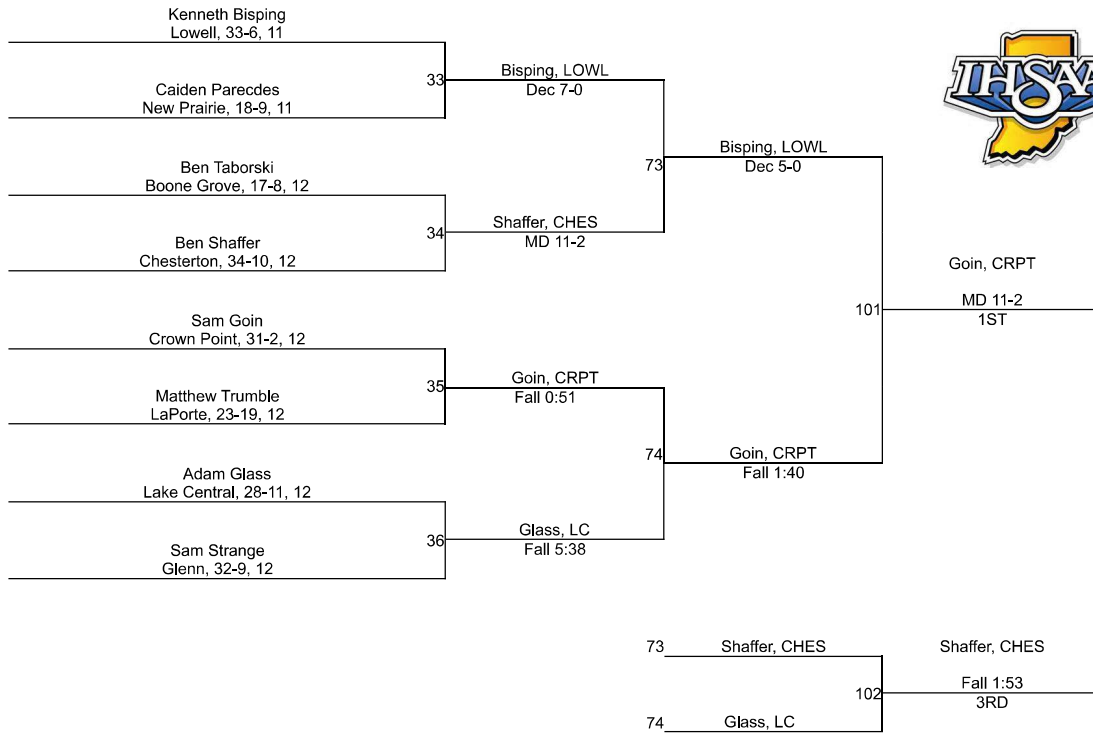 Kenneth Bisping
Lowell, 33-6, 11
33
Bisping, LOWL
Dec 7-0
Caiden Parecdes
New Prairie, 18-9, 11
73
Bisping, LOWL
Dec 5-0
Ben Taborski
Boone Grove, 17-8, 12
34
Shaffer, CHES
MD 11-2
Ben Shaffer
Chesterton, 34-10, 12
IHSAA
101
Goin, CRPT
MD 11-2
1ST
Sam Goin
Crown Point, 31-2, 12
35
Goin, CRPT
Fall 0:51
Matthew Trumble
LaPorte, 23-19, 12
74
Goin, CRPT
Fall 1:40
Adam Glass
Lake Central, 28-11, 12
36
Glass, LC
Fall 5:38
Sam Strange
Glenn, 32-9, 12
73
Shaffer, CHES
102
Shaffer, CHES
Fall 1:53
3RD
74
Glass, LC